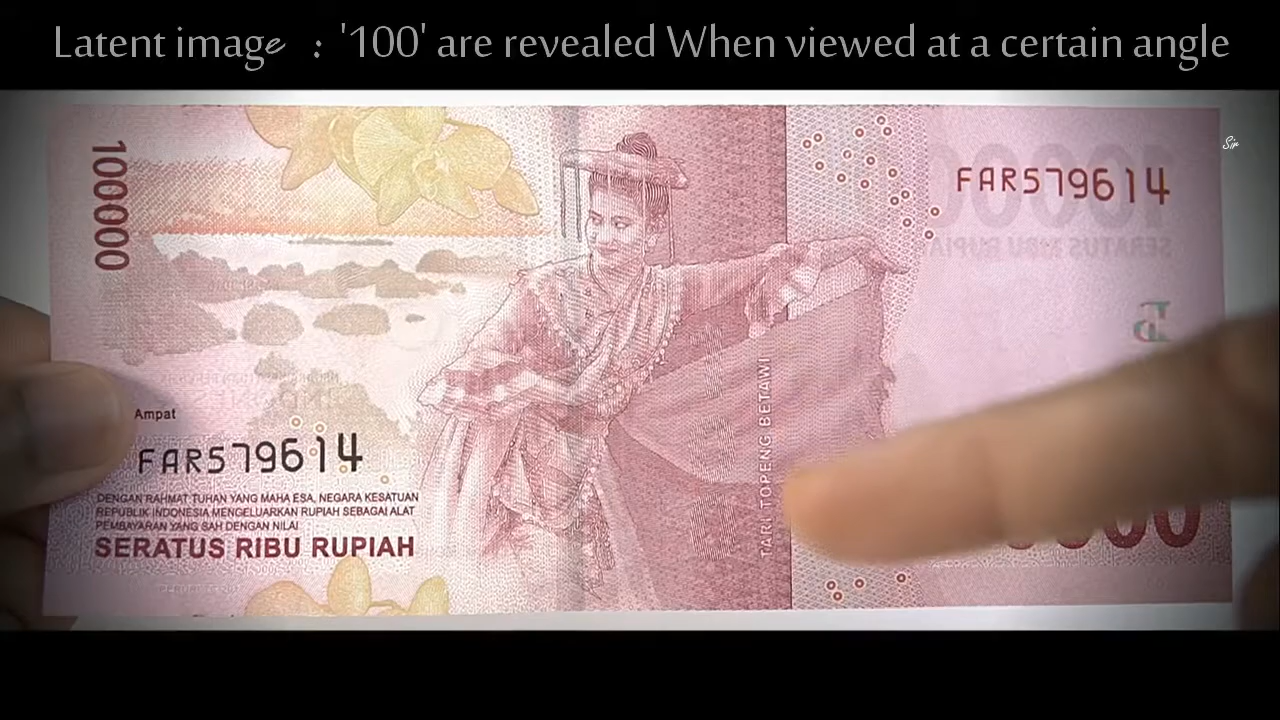 Latent image : '100' are revealed When viewed at a certain angle
Sir
100000
FAR579614
Ampat
FAR579614
DENGAN RAHMAT TUHAN YANG MAHA ESA, NEGARA KESATUAN
REPUBLIK INDONESIA MENGELUARKAN RUPIAH SEBAGAI ALAT
PEMBAYARAN YANG SAH DENGAN NILAI
SERATUS RIBU RUPIAH
TARI TOPENG BETAWI